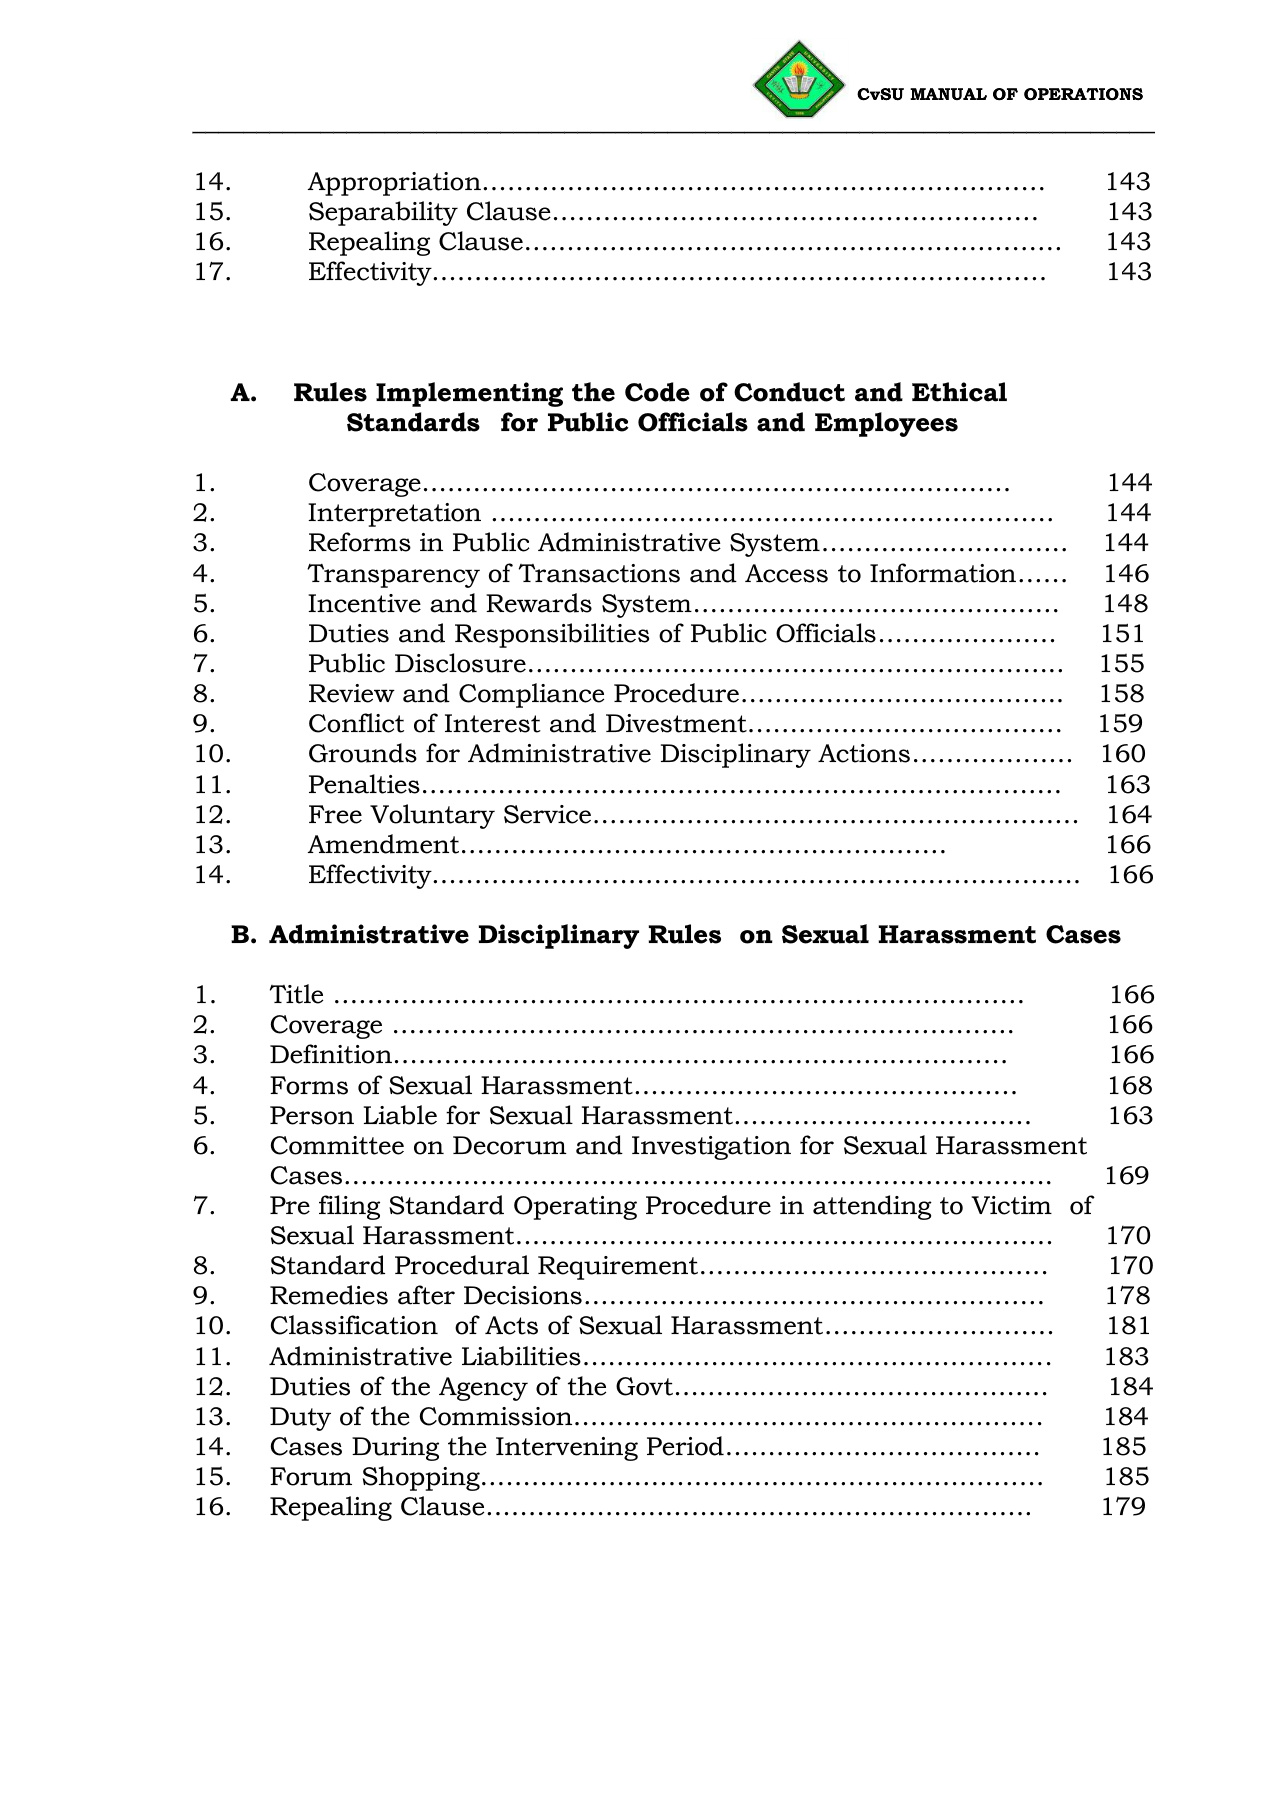 CvSU MANUAL OF OPERATIONS
14. Appropriation………………………………………………………… 143
15. Separability Clause………………………………………………… 143
16. Repealing Clause……………………………………………………… 143
17. Effectivity……………………………………………………………… 143
A. Rules Implementing the Code of Conduct and Ethical
Standards for Public Officials and Employees
1. Coverage…………………………………………………………… 144
2. Interpretation ………………………………………………………… 144
3. Reforms in Public Administrative System……………………….. 144
4. Transparency of Transactions and Access to Information…… 146
5. Incentive and Rewards System……………………………………. 148
6. Duties and Responsibilities of Public Officials………………… 151
7. Public Disclosure……………………………………………………… 155
8. Review and Compliance Procedure………………………………. 158
9. Conflict of Interest and Divestment……………………………… 159
10. Grounds for Administrative Disciplinary Actions……………… 160
11. Penalties………………………………………………………………… 163
12. Free Voluntary Service………………………………………………… 164
13. Amendment………………………………………………… 166
14. Effectivity………………………………………………………………… 166
B. Administrative Disciplinary Rules on Sexual Harassment Cases
1. Title ……………………………………………………………………… 166
2. Coverage ……………………………………………………………… 166
3. Definition……………………………………………………………… 166
4. Forms of Sexual Harassment……………………………………… 168
5. Person Liable for Sexual Harassment…………………………… 163
6. Committee on Decorum and Investigation for Sexual Harassment
Cases………………………………………………………………………. 169
7. Pre filing Standard Operating Procedure in attending to Victim of
Sexual Harassment……………………………………………………… 170
8. Standard Procedural Requirement………………………………… 170
9. Remedies after Decisions……………………………………………… 178
10. Classification of Acts of Sexual Harassment……………………… 181
11. Administrative Liabilities……………………………………………… 183
12. Duties of the Agency of the Govt…………………………………… 184
13. Duty of the Commission……………………………………………… 184
14. Cases During the Intervening Period……………………………… 185
15. Forum Shopping………………………………………………………… 185
16. Repealing Clause……………………………………………………… 179